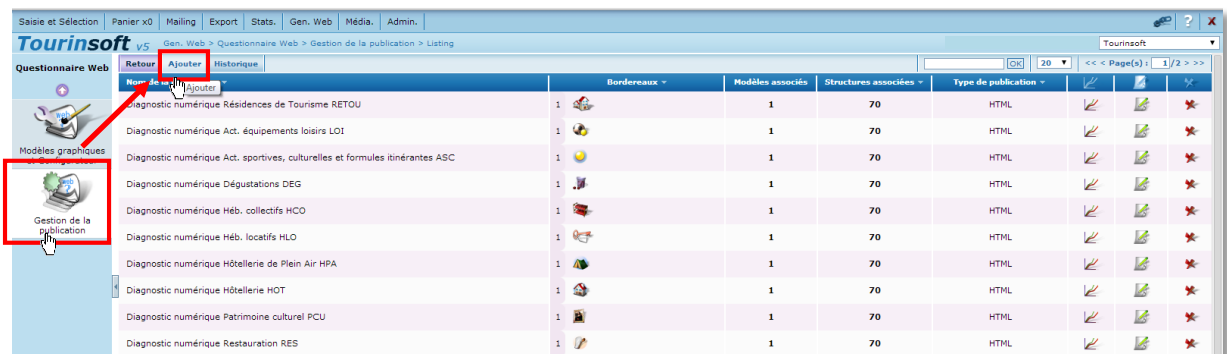 Saisie et Sélection Panier x0 Mailing Export Stats. Gen. Web Média. Admin. ? X
Tourinsoft v5 Gen. Web > Questionnaire Web > Gestion de la publication > Listing Tourinsoft
Questionnaire Web Retour Ajouter Historique OK 20 << < Page(s) : 1 /2 > >>
Nom de la Ajouter Bordereaux Modèles associés Structures associées Type de publication
Diagnostic numérique Résidences de Tourisme RETOU 1 1 70 HTML
Diagnostic numérique Act. équipements loisirs LOI 1 1 70 HTML
Modèles graphiques
et Configurateur
Diagnostic numérique Act. sportives, culturelles et formules itinérantes ASC 1 1 70 HTML
Diagnostic numérique Dégustations DEG 1 1 70 HTML
Diagnostic numérique Héb. collectifs HCO 1 1 70 HTML
Gestion de la
publication
Diagnostic numérique Héb. locatifs HLO 1 1 70 HTML
Diagnostic numérique Hôtellerie de Plein Air HPA 1 1 70 HTML
Diagnostic numérique Hôtellerie HOT 1 1 70 HTML
Diagnostic numérique Patrimoine culturel PCU 1 1 70 HTML
Diagnostic numérique Restauration RES 1 1 70 HTML